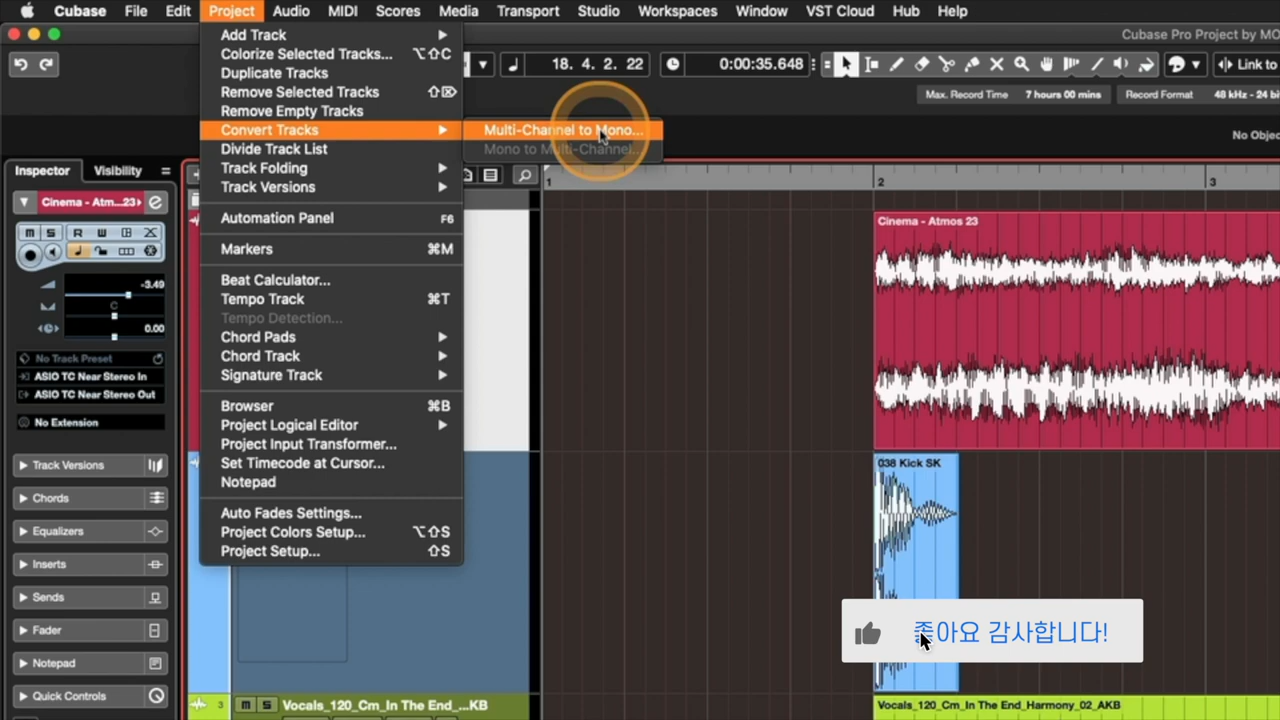 Cubase File Edit Project Audio MIDI Scores Media Transport Studio Workspaces Window VST Cloud Hub Help
Cubase Pro Project by MO
18. 4. 2. 22
0:00:35.648
Link to
Max. Record Time 7 hours 00 mins Record Format 48 kHz - 24 bi
No Objec
Add Track
Colorize Selected Tracks... ⌥⇧C
Duplicate Tracks
Remove Selected Tracks ⇧⌦
Remove Empty Tracks
Convert Tracks
Divide Track List
Track Folding
Track Versions
Automation Panel F6
Markers ⌘M
Beat Calculator...
Tempo Track ⌘T
Tempo Detection...
Chord Pads
Chord Track
Signature Track
Browser ⌘B
Project Logical Editor
Project Input Transformer...
Set Timecode at Cursor...
Notepad
Auto Fades Settings...
Project Colors Setup... ⌥⇧S
Project Setup... ⇧S
Multi-Channel to Mono...
Mono to Multi-Channel...
Inspector Visibility
Cinema - Atm...23
m S R W
-3.49
C
0.00
No Track Preset
ASIO TC Near Stereo In
ASIO TC Near Stereo Out
No Extension
Track Versions
Chords
Equalizers
Inserts
Sends
Fader
Notepad
Quick Controls
1 2 3
Cinema - Atmos 23
038 Kick SK
좋아요 감사합니다!
3 m S Vocals_120_Cm_In The End_...KB
Vocals_120_Cm_In The End_Harmony_02_AKB